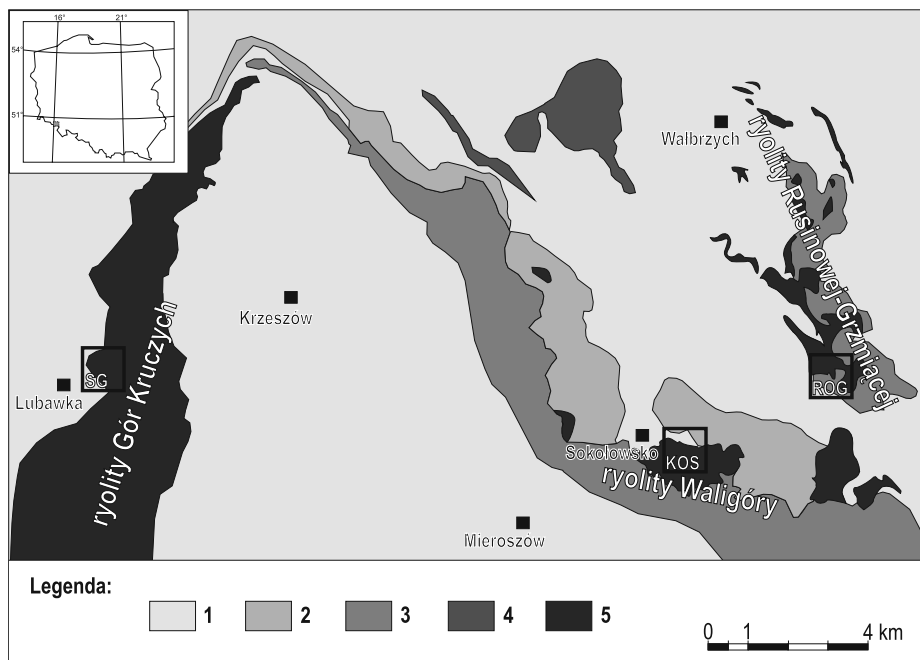 16°
21°
54°
51°
Wałbrzych
ryolity Rusinowej-Grzmiącej
Krzeszów
ryolity Gór Kruczych
SG
Lubawka
ROG
Sokołowsko
KOS
ryolity Waligóry
Mieroszów
Legenda:
1
2
3
4
5
0 1 4 km